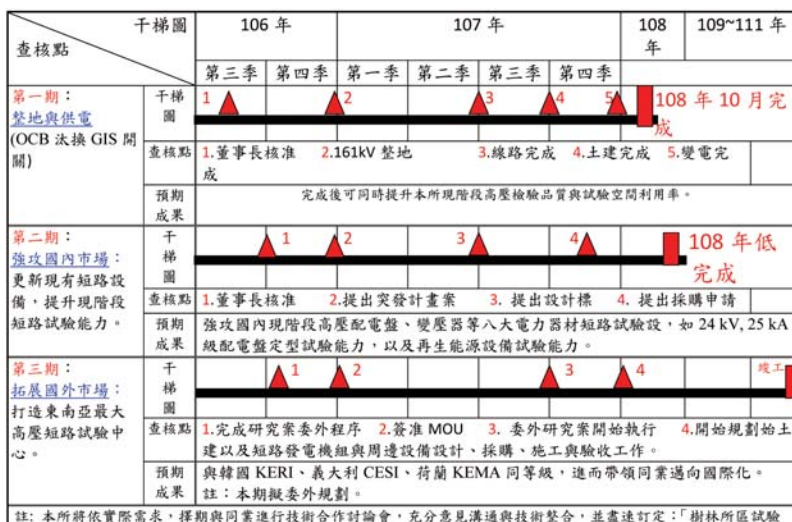 干梯圖
查核點
106 年
107 年
108
年
109~111 年
第三季 第四季 第一季 第二季 第三季 第四季
第一期：
整地與供電
(OCB 汰換 GIS 開
關)
干梯
圖
1 2 3 4 5
108 年 10 月完
成
查核點
1.董事長核准 2.161kV 整地 3.線路完成 4.土建完成 5.變電完
成
預期
成果
完成後可同時提升本所現階段高壓檢驗品質與試驗空間利用率。
第二期：
強攻國內市場：
更新現有短路設
備，提升現階段
短路試驗能力。
干
梯
圖
1 2 3 4
108 年低
完成
查核點
1.董事長核准 2.提出突發計畫案 3. 提出設計標 4. 提出採購申請
預期
成果
強攻國內現階段高壓配電盤、變壓器等八大電力器材短路試驗設，如 24 kV, 25 kA
級配電盤定型試驗能力，以及再生能源設備試驗能力。
第三期：
拓展國外市場：
打造東南亞最大
高壓短路試驗中
心。
干
梯
圖
1 2 3 4
竣工
查核點
1.完成研究案委外程序 2.簽准 MOU 3. 委外研究案開始執行 4.開始規劃始土
建以及短路發電機組與周邊設備設計、採購、施工與驗收工作。
預期
成果
與韓國 KERI、義大利 CESI、荷蘭 KEMA 同等級，進而帶領同業邁向國際化。
註：本期擬委外規劃。
註: 本所將依實際需求，擇期與同業進行技術合作討論會，充分意見溝通與技術整合，並盡速訂定：「樹林所區試驗